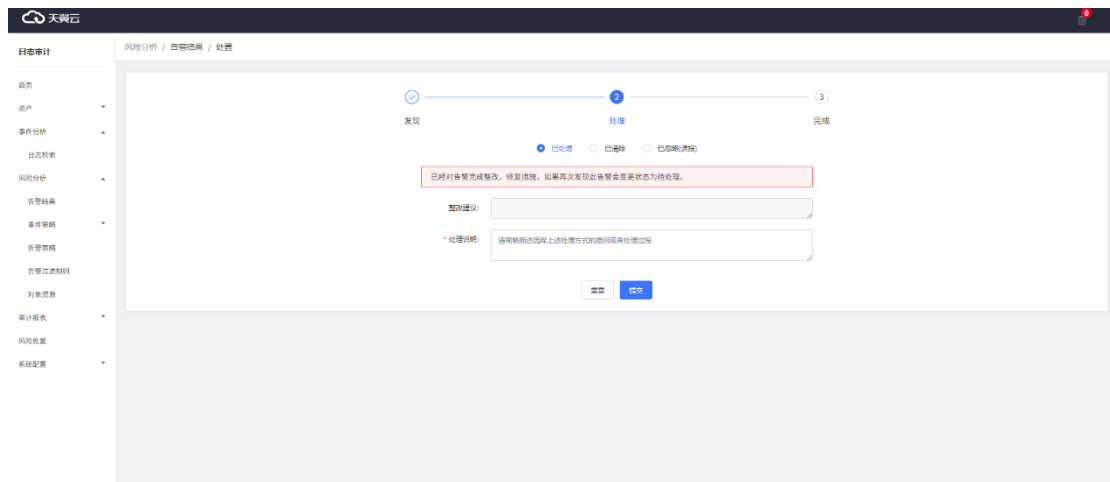 天翼云
0
日志审计
风险分析 / 告警结果 / 处置
首页
资产
事件分析
日志检索
风险分析
告警结果
事件策略
告警策略
告警过滤规则
对象资源
审计报表
风险处置
系统配置
2
3
发现
处理
完成
已处理
已清除
已忽略(误报)
已经对告警完成整改，修复措施，如果再次发现此告警会变更状态为待处理。
整改建议:
* 处理说明:
请简略描述选择上述处理方式的原因或者处理过程
重置
提交